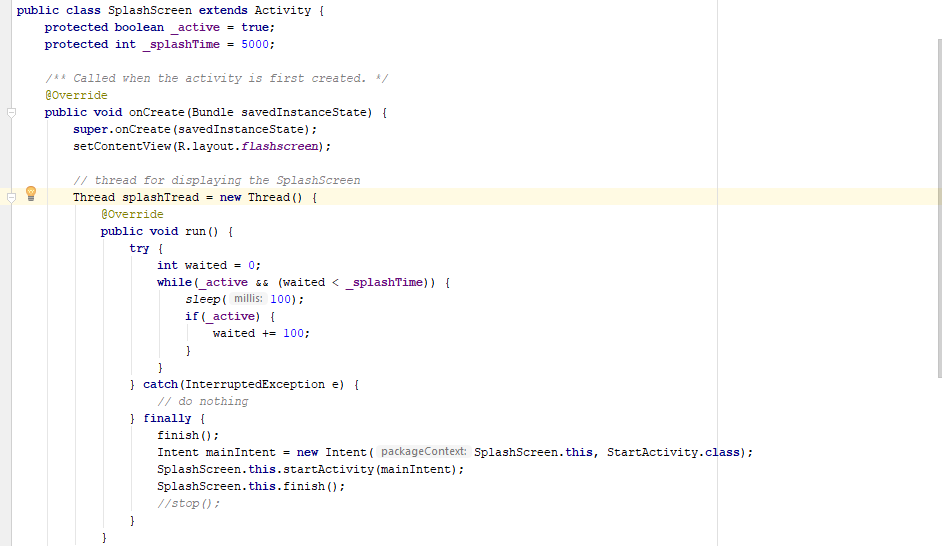 public class SplashScreen extends Activity {
    protected boolean _active = true;
    protected int _splashTime = 5000;

    /** Called when the activity is first created. */
    @Override
    public void onCreate(Bundle savedInstanceState) {
        super.onCreate(savedInstanceState);
        setContentView(R.layout.flashscreen);

        // thread for displaying the SplashScreen
        Thread splashTread = new Thread() {
            @Override
            public void run() {
                try {
                    int waited = 0;
                    while(_active && (waited < _splashTime)) {
                        sleep( millis: 100);
                        if(_active) {
                            waited += 100;
                        }
                    }
                } catch(InterruptedException e) {
                    // do nothing
                } finally {
                    finish();
                    Intent mainIntent = new Intent( packageContext: SplashScreen.this, StartActivity.class);
                    SplashScreen.this.startActivity(mainIntent);
                    SplashScreen.this.finish();
                    //stop();
                }
            }